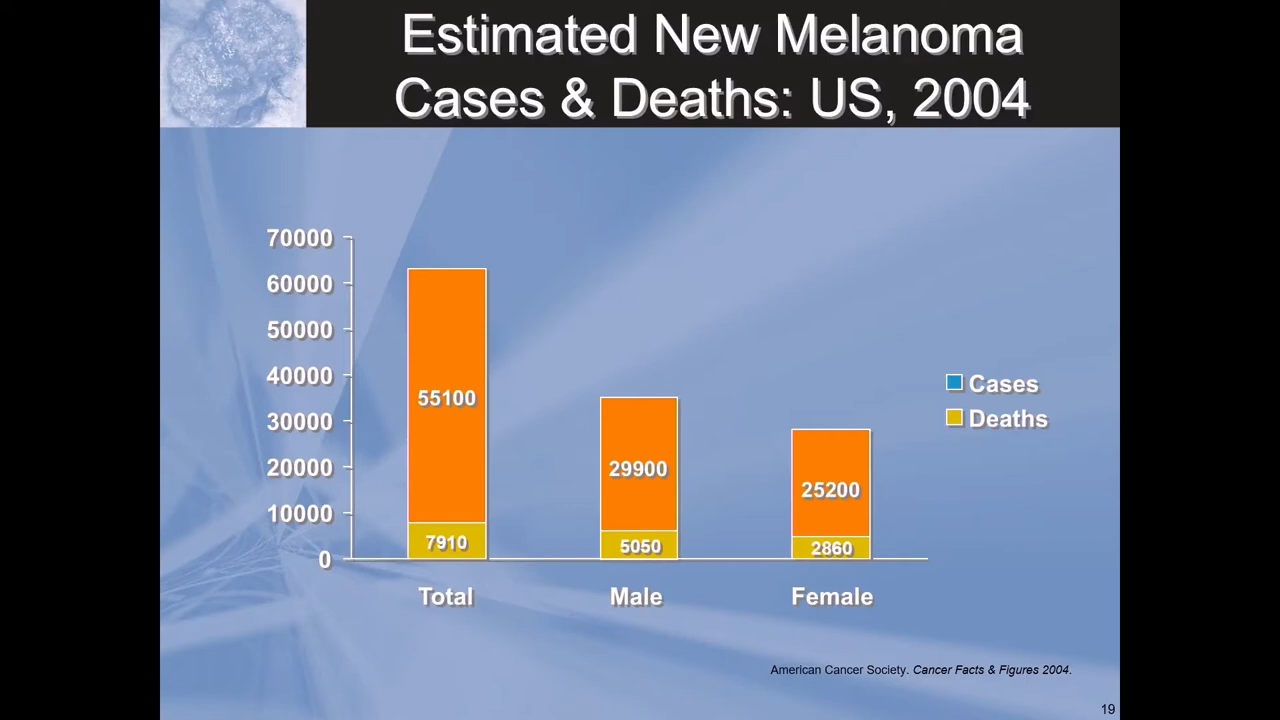 Estimated New Melanoma
Cases & Deaths: US, 2004
70000
60000
50000
40000
30000
20000
10000
0
55100
29900
25200
7910
5050
2860
Total
Male
Female
Cases
Deaths
American Cancer Society. Cancer Facts & Figures 2004.
19